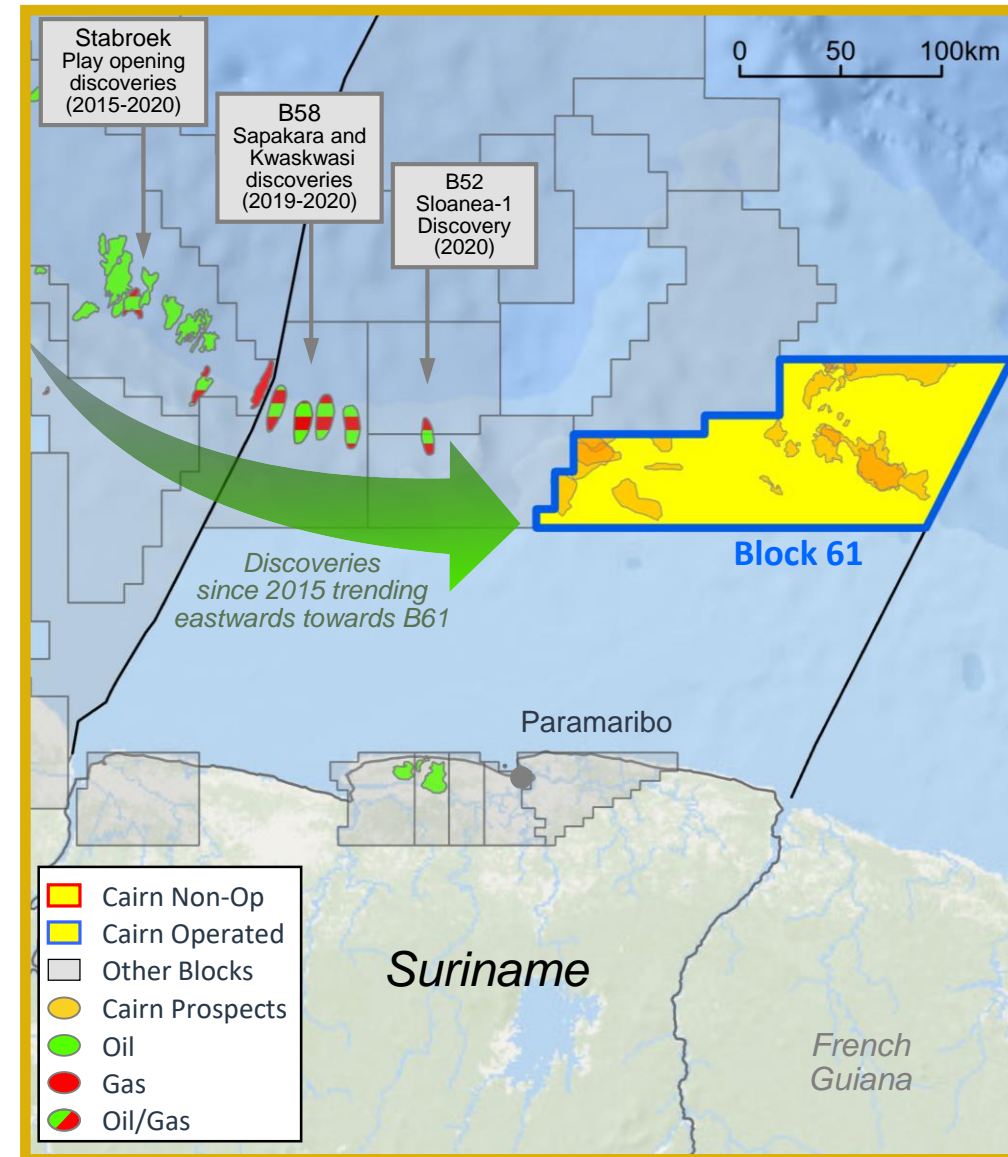 Stabroek
Play opening
discoveries
(2015-2020)
B58
Sapakara and
Kwaskwasi
discoveries
(2019-2020)
B52
Sloanea-1
Discovery
(2020)
0 50 100km
Block 61
Discoveries
since 2015 trending
eastwards towards B61
Paramaribo
Suriname
French
Guiana
Cairn Non-Op
Cairn Operated
Other Blocks
Cairn Prospects
Oil
Gas
Oil/Gas